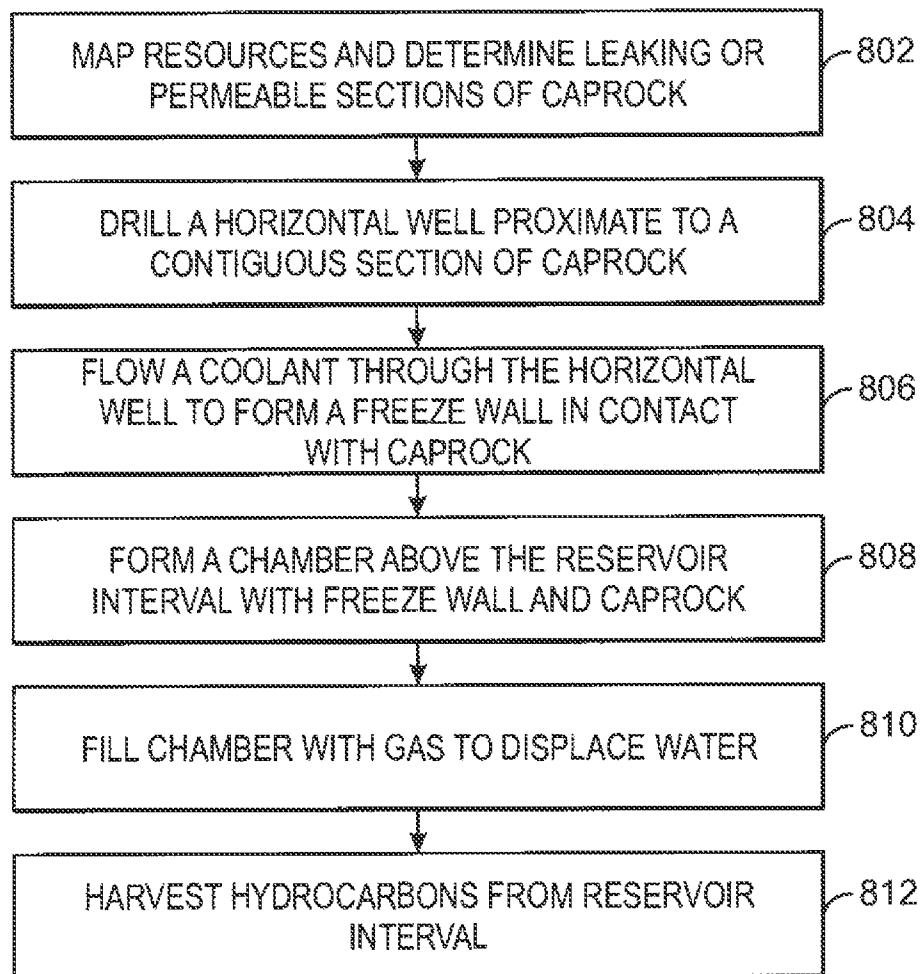 MAP RESOURCES AND DETERMINE LEAKING OR
PERMEABLE SECTIONS OF CAPROCK
802
DRILL A HORIZONTAL WELL PROXIMATE TO A
CONTIGUOUS SECTION OF CAPROCK
804
FLOW A COOLANT THROUGH THE HORIZONTAL
WELL TO FORM A FREEZE WALL IN CONTACT
WITH CAPROCK
806
FORM A CHAMBER ABOVE THE RESERVOIR
INTERVAL WITH FREEZE WALL AND CAPROCK
808
FILL CHAMBER WITH GAS TO DISPLACE WATER
810
HARVEST HYDROCARBONS FROM RESERVOIR
INTERVAL
812